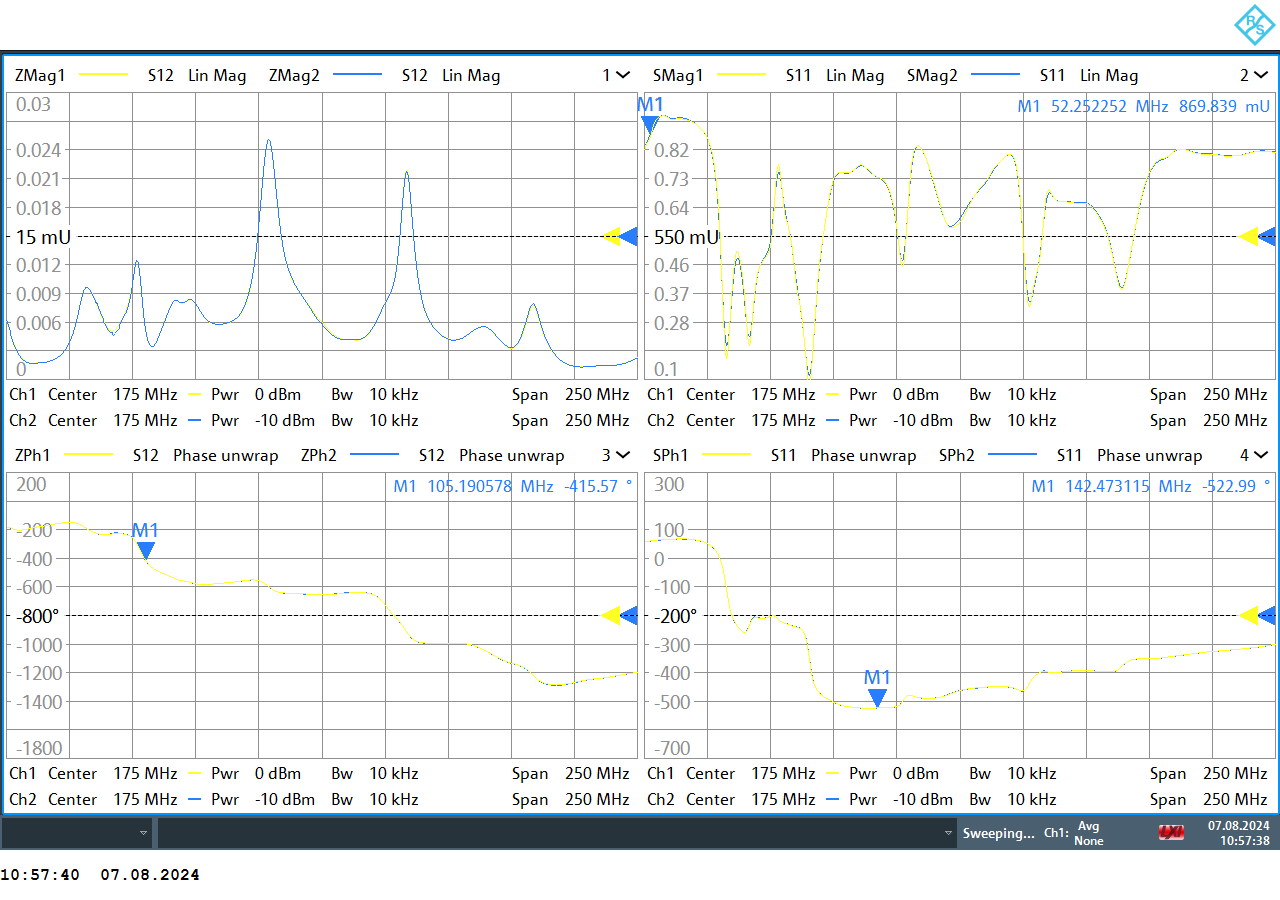 R&S
ZMag1 S12 Lin Mag ZMag2 S12 Lin Mag 1
0.03
0.024
0.021
0.018
15 mU
0.012
0.009
0.006
0
Ch1 Center 175 MHz Pwr 0 dBm Bw 10 kHz Span 250 MHz
Ch2 Center 175 MHz Pwr -10 dBm Bw 10 kHz Span 250 MHz
SMag1 S11 Lin Mag SMag2 S11 Lin Mag 2
M1
M1 52.252252 MHz 869.839 mU
0.82
0.73
0.64
550 mU
0.46
0.37
0.28
0.1
Ch1 Center 175 MHz Pwr 0 dBm Bw 10 kHz Span 250 MHz
Ch2 Center 175 MHz Pwr -10 dBm Bw 10 kHz Span 250 MHz
ZPh1 S12 Phase unwrap ZPh2 S12 Phase unwrap 3
200
M1 105.190578 MHz -415.57 °
-200
M1
-400
-600
-800°
-1000
-1200
-1400
-1800
Ch1 Center 175 MHz Pwr 0 dBm Bw 10 kHz Span 250 MHz
Ch2 Center 175 MHz Pwr -10 dBm Bw 10 kHz Span 250 MHz
SPh1 S11 Phase unwrap SPh2 S11 Phase unwrap 4
300
M1 142.473115 MHz -522.99 °
100
0
-100
-200°
-300
-400
M1
-500
-700
Ch1 Center 175 MHz Pwr 0 dBm Bw 10 kHz Span 250 MHz
Ch2 Center 175 MHz Pwr -10 dBm Bw 10 kHz Span 250 MHz
Sweeping... Ch1: Avg None
LXI
07.08.2024
10:57:38
10:57:40 07.08.2024